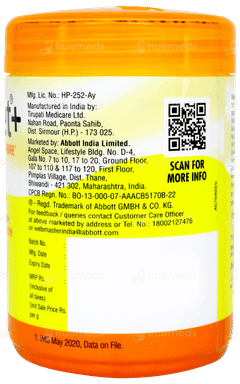 Mfg. Lic. No.: HP-252-Ay
Manufactured in India by:
Tirupati Medicare Ltd.
Nahan Road, Paonta Sahib,
Dist. Sirmour (H.P.) - 173 025.
Marketed by: Abbott India Limited.
Angel Space, Lifestyle Bldg. No. D-4,
Gala No. 7 to 10, 17 to 20, Ground Floor,
107 to 110 & 117 to 120, First Floor,
Pimplas Village, Dist. Thane,
Bhiwandi - 421 302, Maharashtra, India.
CPCB Regn. No.: BO-13-000-07-AAACB5170B-22
® - Regd. Trademark of Abbott GMBH & CO. KG.
For feedback / queries contact Customer Care Officer
at above marketed by address or Tel. No.: 18002127476
or webmasterindia@abbott.com
Batch No.
Mfg. Date
Expiry Date
MRP Rs.
(Inclusive of
all taxes)
Unit Sale Price Rs.
per g
SCAN FOR
MORE INFO
1. IMS May 2020, Data on File.
truemeds